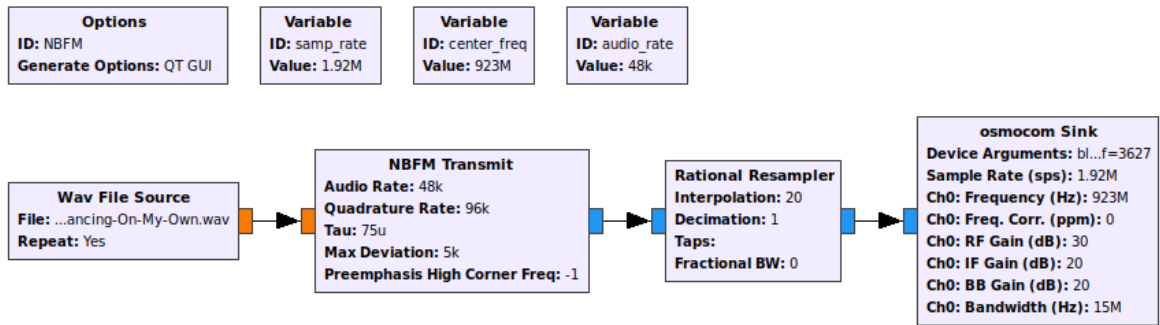 Options
ID: NBFM
Generate Options: QT GUI
Variable
ID: samp_rate
Value: 1.92M
Variable
ID: center_freq
Value: 923M
Variable
ID: audio_rate
Value: 48k
Wav File Source
File: ...ancing-On-My-Own.wav
Repeat: Yes
NBFM Transmit
Audio Rate: 48k
Quadrature Rate: 96k
Tau: 75u
Max Deviation: 5k
Preemphasis High Corner Freq: -1
Rational Resampler
Interpolation: 20
Decimation: 1
Taps:
Fractional BW: 0
osmocom Sink
Device Arguments: bl...f=3627
Sample Rate (sps): 1.92M
Ch0: Frequency (Hz): 923M
Ch0: Freq. Corr. (ppm): 0
Ch0: RF Gain (dB): 30
Ch0: IF Gain (dB): 20
Ch0: BB Gain (dB): 20
Ch0: Bandwidth (Hz): 15M